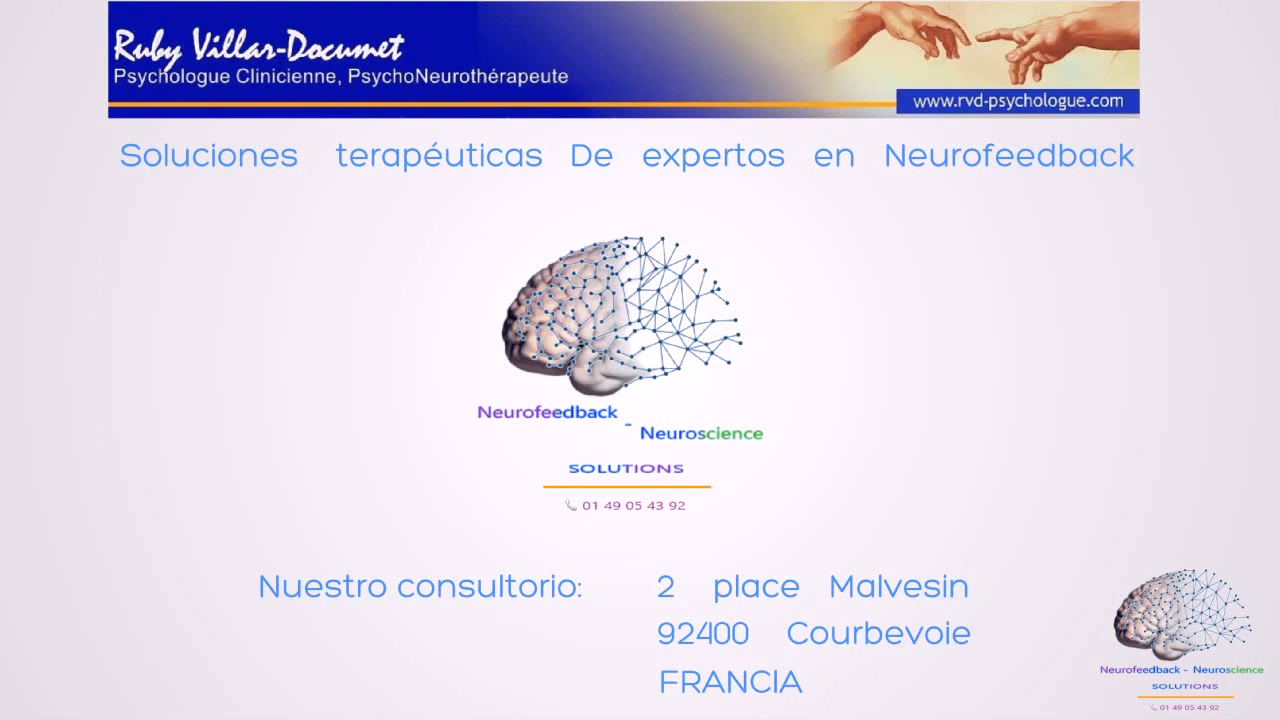 Ruby Villar-Documet
Psychologue Clinicienne, PsychoNeurothérapeute
www.rvd-psychologue.com
Soluciones terapéuticas De expertos en Neurofeedback
Neurofeedback
-
Neuroscience
SOLUTIONS
01 49 05 43 92
Nuestro consultorio: 2 place Malvesin
92400 Courbevoie
FRANCIA
Neurofeedback - Neuroscience
SOLUTIONS
01 49 05 43 92